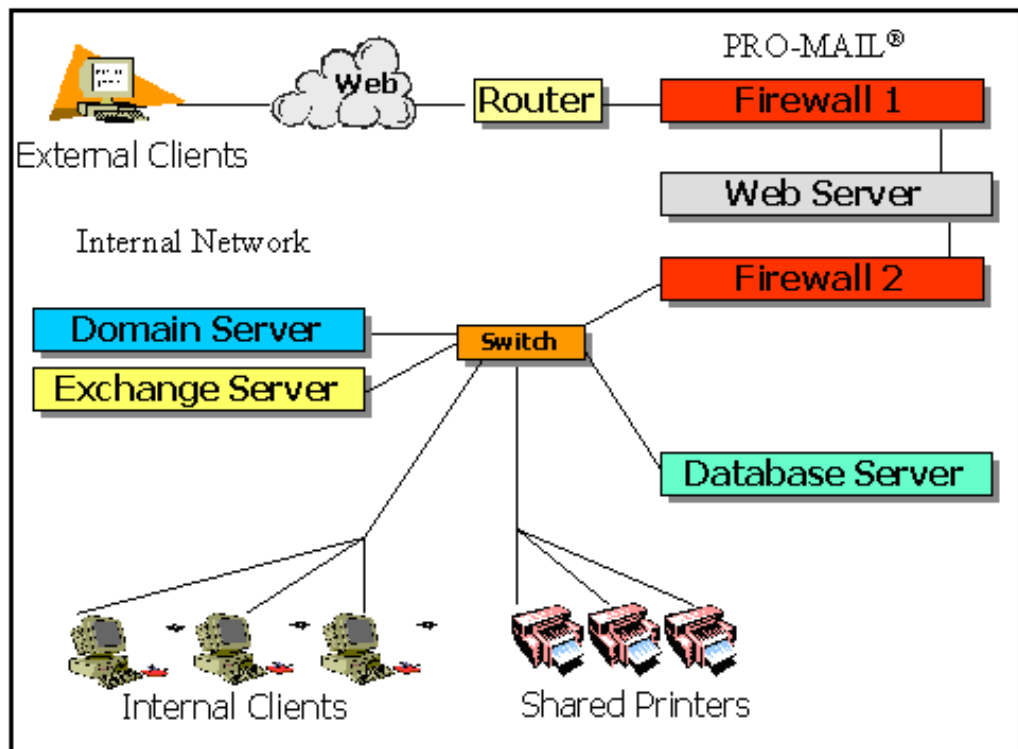 PRO-MAIL®
Web
Router
Firewall 1
External Clients
Web Server
Internal Network
Firewall 2
Domain Server
Switch
Exchange Server
Database Server
Internal Clients
Shared Printers